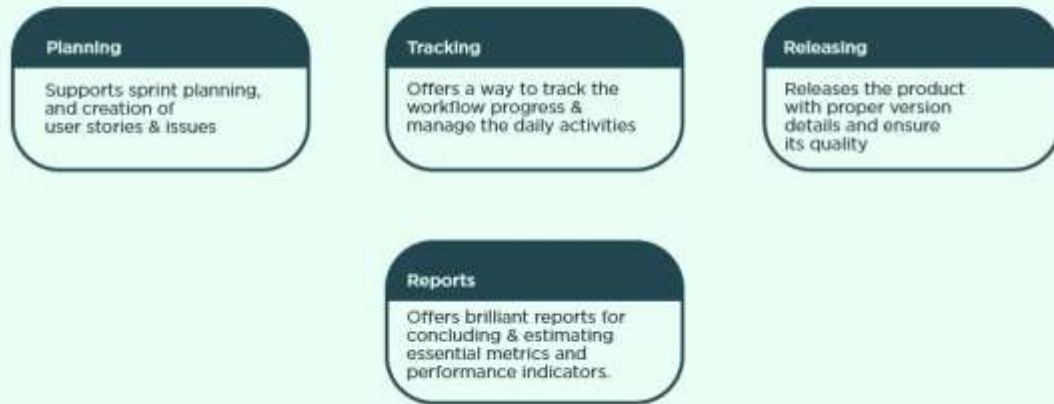 Planning
Supports sprint planning,
and creation of
user stories & issues
Tracking
Offers a way to track the
workflow progress &
manage the daily activities
Releasing
Releases the product
with proper version
details and ensure
its quality
Reports
Offers brilliant reports for
concluding & estimating
essential metrics and
performance indicators.